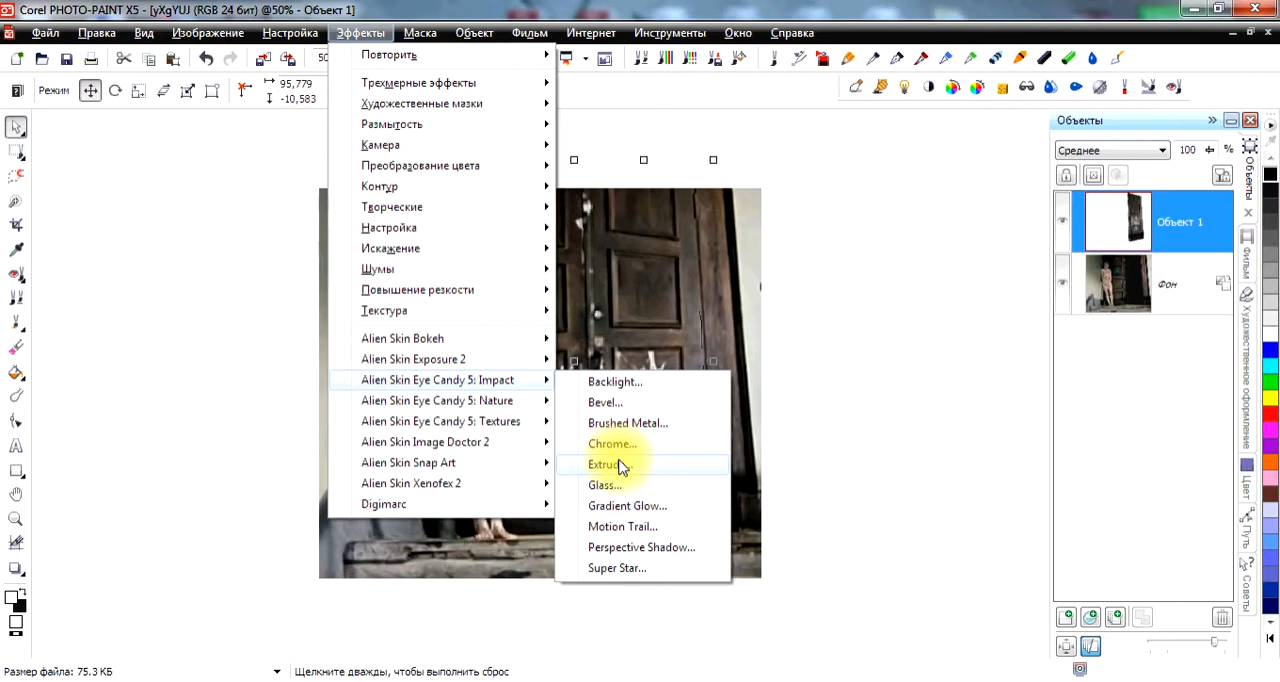 Corel PHOTO-PAINT X5 - [yXgYUJ (RGB 24 бит) @50% - Объект 1]
Файл Правка Вид Изображение Настройка Эффекты Маска Объект Фильм Интернет Инструменты Окно Справка
Режим
95,779
-10,583
Повторить
Трехмерные эффекты
Художественные мазки
Размытость
Камера
Преобразование цвета
Контур
Творческие
Настройка
Искажение
Шумы
Повышение резкости
Текстура
Alien Skin Bokeh
Alien Skin Exposure 2
Alien Skin Eye Candy 5: Impact
Alien Skin Eye Candy 5: Nature
Alien Skin Eye Candy 5: Textures
Alien Skin Image Doctor 2
Alien Skin Snap Art
Alien Skin Xenofex 2
Digimarc
Backlight...
Bevel...
Brushed Metal...
Chrome...
Glass...
Gradient Glow...
Motion Trail...
Perspective Shadow...
Super Star...
Объекты
Среднее 100 %
Объект 1
Фон
Объекты
Фильм
Художественное оформление
Цвет
Путь
Советы
Размер файла: 75.3 КБ
Щелкните дважды, чтобы выполнить сброс